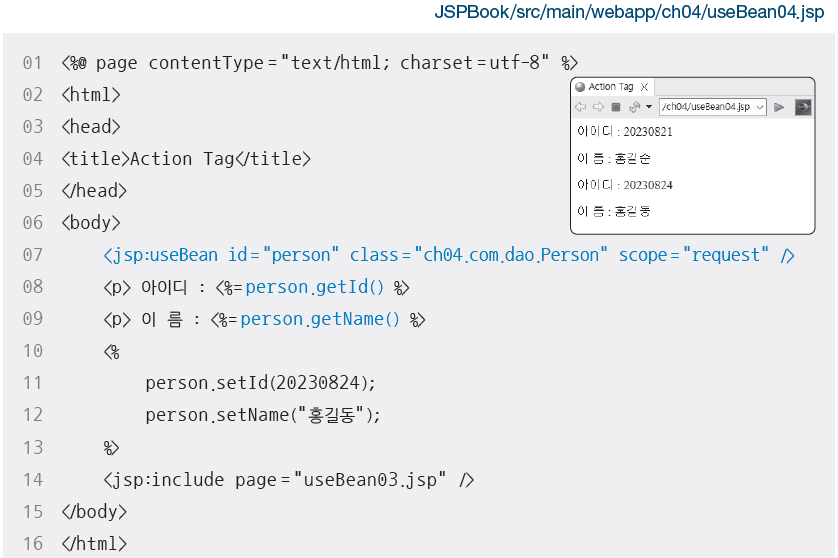 JSPBook/src/main/webapp/ch04/useBean04.jsp
01 <%@ page contentType="text/html; charset=utf-8" %>
02 <html>
03 <head>
04 <title>Action Tag</title>
05 </head>
06 <body>
07 <jsp:useBean id="person" class="ch04.com.dao.Person" scope="request" />
08 <p> 아이디 : <%=person.getId() %>
09 <p> 이 름 : <%=person.getName() %>
10 <%
11 person.setId(20230824);
12 person.setName("홍길동");
13 %>
14 <jsp:include page="useBean03.jsp" />
15 </body>
16 </html>
Action Tag
/ch04/useBean04.jsp
아이디 : 20230821
이 름 : 홍길순
아이디 : 20230824
이 름 : 홍길동